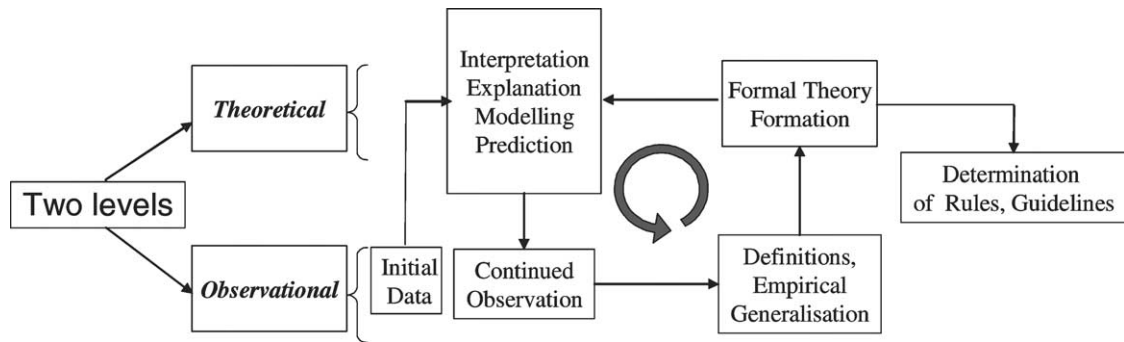 Two levels
Theoretical
Observational
Initial
Data
Interpretation
Explanation
Modelling
Prediction
Continued
Observation
Formal Theory
Formation
Definitions,
Empirical
Generalisation
Determination
of Rules, Guidelines